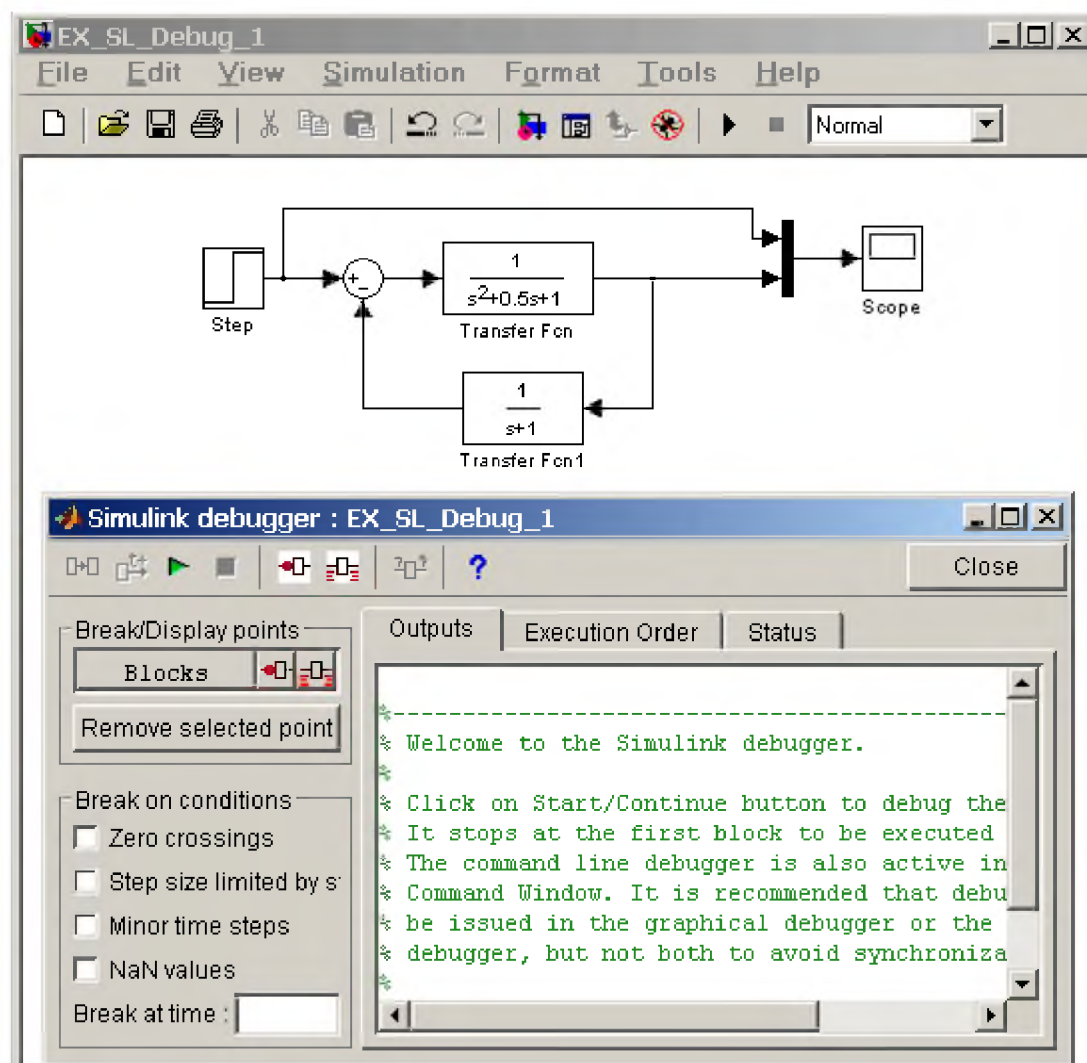 EX_SL_Debug_1
File Edit View Simulation Format Tools Help
Normal
Step
+
-
1
s2+0.5s+1
Transfer Fcn
1
s+1
Transfer Fcn1
Scope
Simulink debugger : EX_SL_Debug_1
Close
Break/Display points
Blocks
Remove selected point
Break on conditions
Zero crossings
Step size limited by s
Minor time steps
NaN values
Break at time :
Outputs Execution Order Status
%----------------------------------------------
% Welcome to the Simulink debugger.
%
% Click on Start/Continue button to debug the
% It stops at the first block to be executed
% The command line debugger is also active in
% Command Window. It is recommended that debu
% be issued in the graphical debugger or the
% debugger, but not both to avoid synchroniza
%